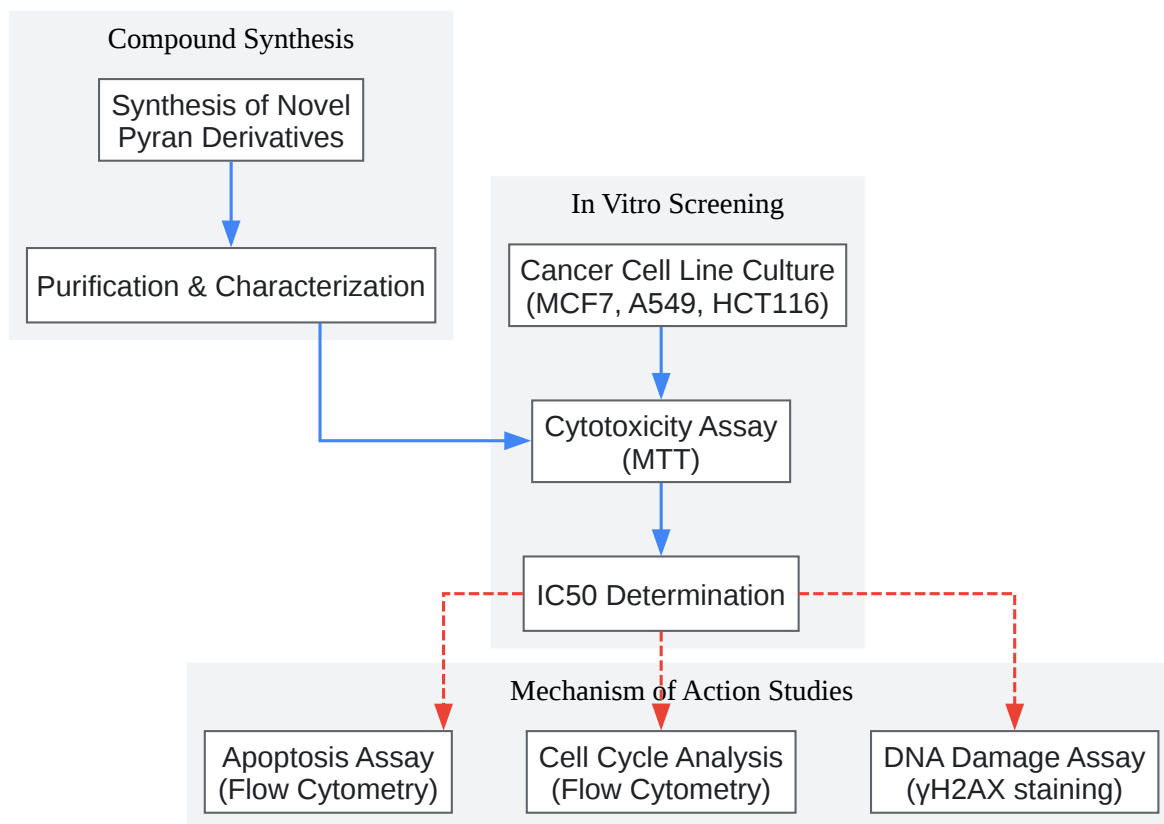 Compound Synthesis
Synthesis of Novel
Pyran Derivatives
Purification & Characterization
In Vitro Screening
Cancer Cell Line Culture
(MCF7, A549, HCT116)
Cytotoxicity Assay
(MTT)
IC50 Determination
Mechanism of Action Studies
Apoptosis Assay
(Flow Cytometry)
Cell Cycle Analysis
(Flow Cytometry)
DNA Damage Assay
(γH2AX staining)